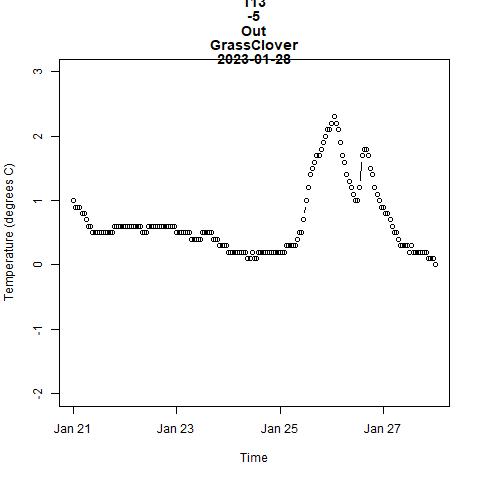 T13
-5
Out
GrassClover
2023-01-28
3
2
1
0
-1
-2
Temperature (degrees C)
Jan 21
Jan 23
Jan 25
Jan 27
Time